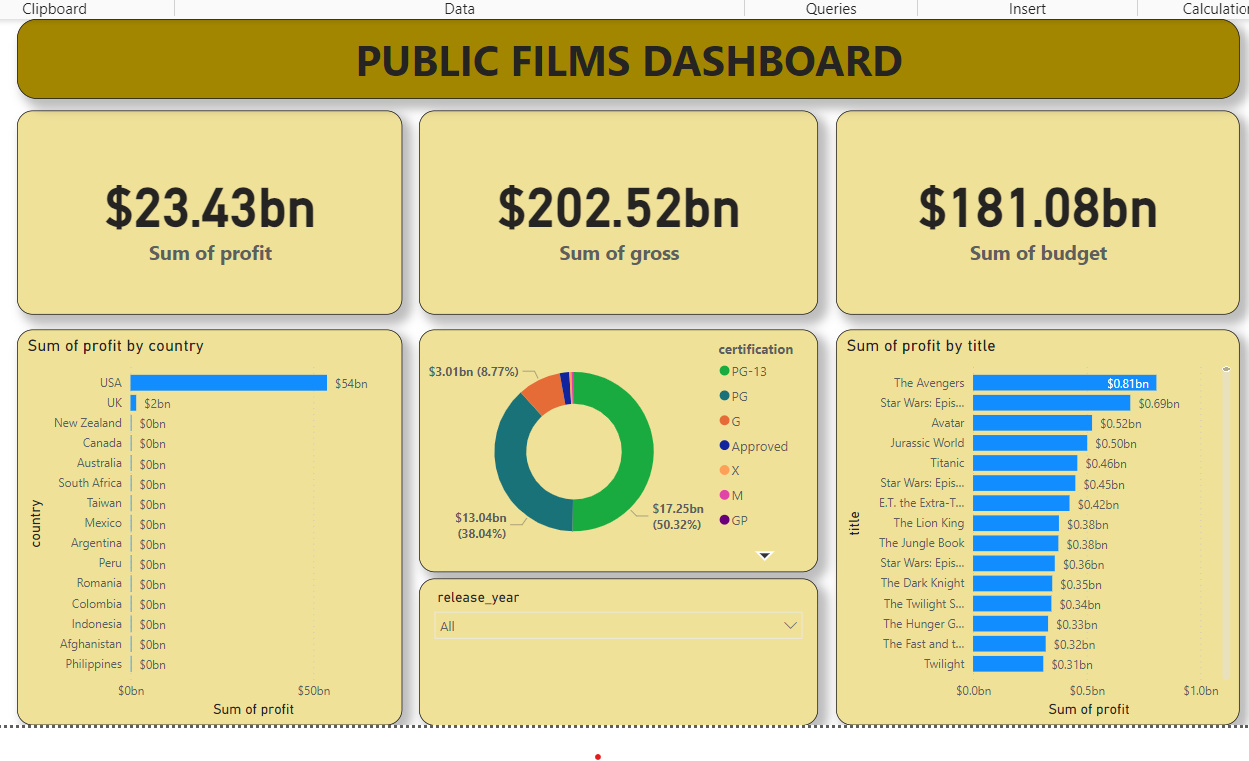 Clipboard
Data
Queries
Insert
Calculation
PUBLIC FILMS DASHBOARD
$23.43bn
Sum of profit
$202.52bn
Sum of gross
$181.08bn
Sum of budget
Sum of profit by country
country
USA $54bn
UK $2bn
New Zealand $0bn
Canada $0bn
Australia $0bn
South Africa $0bn
Taiwan $0bn
Mexico $0bn
Argentina $0bn
Peru $0bn
Romania $0bn
Colombia $0bn
Indonesia $0bn
Afghanistan $0bn
Philippines $0bn
$0bn $50bn
Sum of profit
$3.01bn (8.77%)
$13.04bn
(38.04%)
$17.25bn
(50.32%)
certification
PG-13
PG
G
Approved
X
M
GP
release_year
All
Sum of profit by title
title
The Avengers $0.81bn
Star Wars: Epis... $0.69bn
Avatar $0.52bn
Jurassic World $0.50bn
Titanic $0.46bn
Star Wars: Epis... $0.45bn
E.T. the Extra-T... $0.42bn
The Lion King $0.38bn
The Jungle Book $0.38bn
Star Wars: Epis... $0.36bn
The Dark Knight $0.35bn
The Twilight S... $0.34bn
The Hunger G... $0.33bn
The Fast and t... $0.32bn
Twilight $0.31bn
$0.0bn $0.5bn $1.0bn
Sum of profit